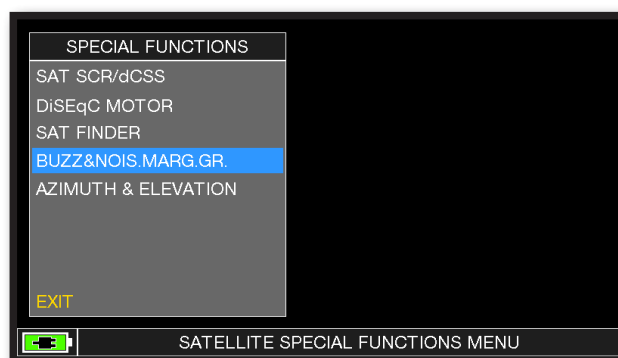 SPECIAL FUNCTIONS
SAT SCR/dCSS
DiSEqC MOTOR
SAT FINDER
BUZZ&NOIS.MARG.GR.
AZIMUTH & ELEVATION
EXIT
SATELLITE SPECIAL FUNCTIONS MENU